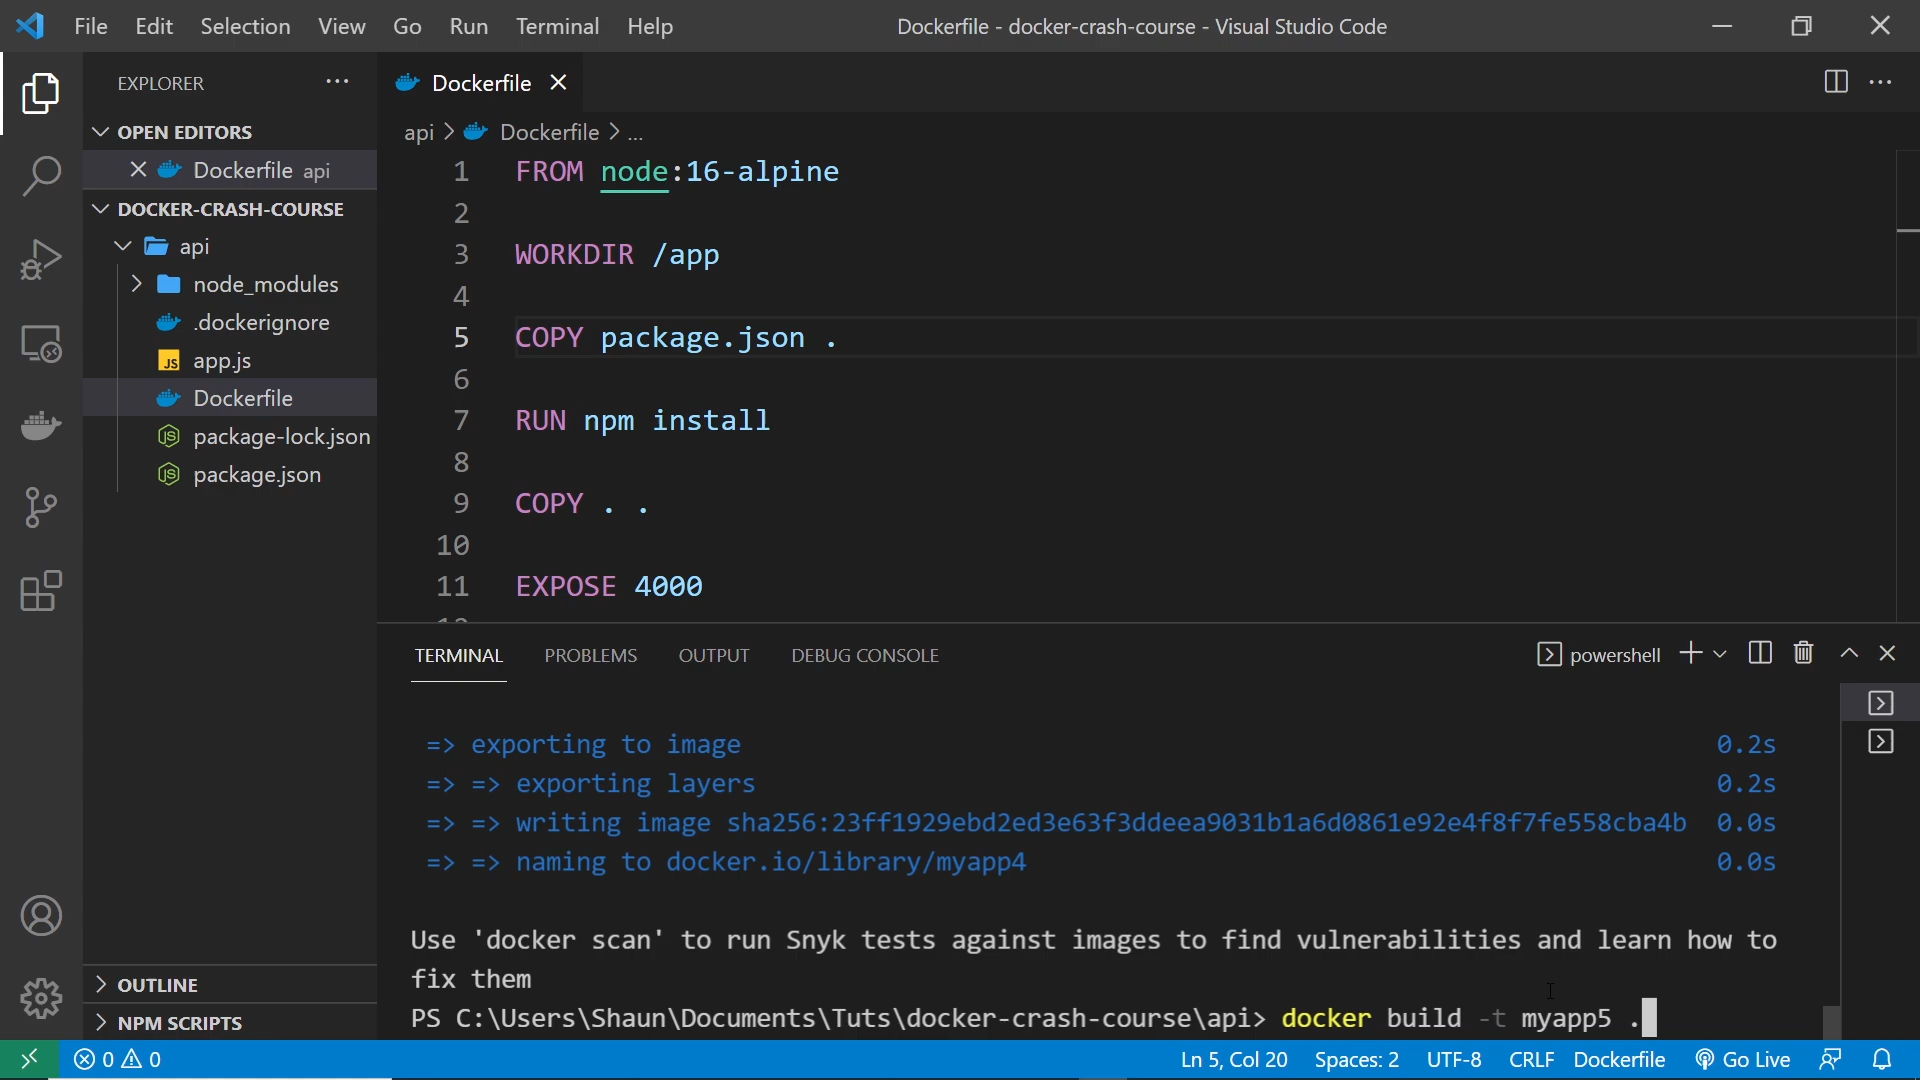 File Edit Selection View Go Run Terminal Help
Dockerfile - docker-crash-course - Visual Studio Code
EXPLORER ...
OPEN EDITORS
Dockerfile api
DOCKER-CRASH-COURSE
api
node_modules
.dockerignore
JS app.js
Dockerfile
package-lock.json
package.json
OUTLINE
NPM SCRIPTS
Dockerfile
api > Dockerfile > ...
1 FROM node:16-alpine
2
3 WORKDIR /app
4
5 COPY package.json .
6
7 RUN npm install
8
9 COPY . .
10
11 EXPOSE 4000
TERMINAL PROBLEMS OUTPUT DEBUG CONSOLE
powershell
=> exporting to image 0.2s
=> => exporting layers 0.2s
=> => writing image sha256:23ff1929ebd2ed3e63f3ddeea9031b1a6d0861e92e4f8f7fe558cba4b 0.0s
=> => naming to docker.io/library/myapp4 0.0s
Use 'docker scan' to run Snyk tests against images to find vulnerabilities and learn how to
fix them
PS C:\Users\Shaun\Documents\Tuts\docker-crash-course\api> docker build -t myapp5 .
0 0
Ln 5, Col 20 Spaces: 2 UTF-8 CRLF Dockerfile Go Live